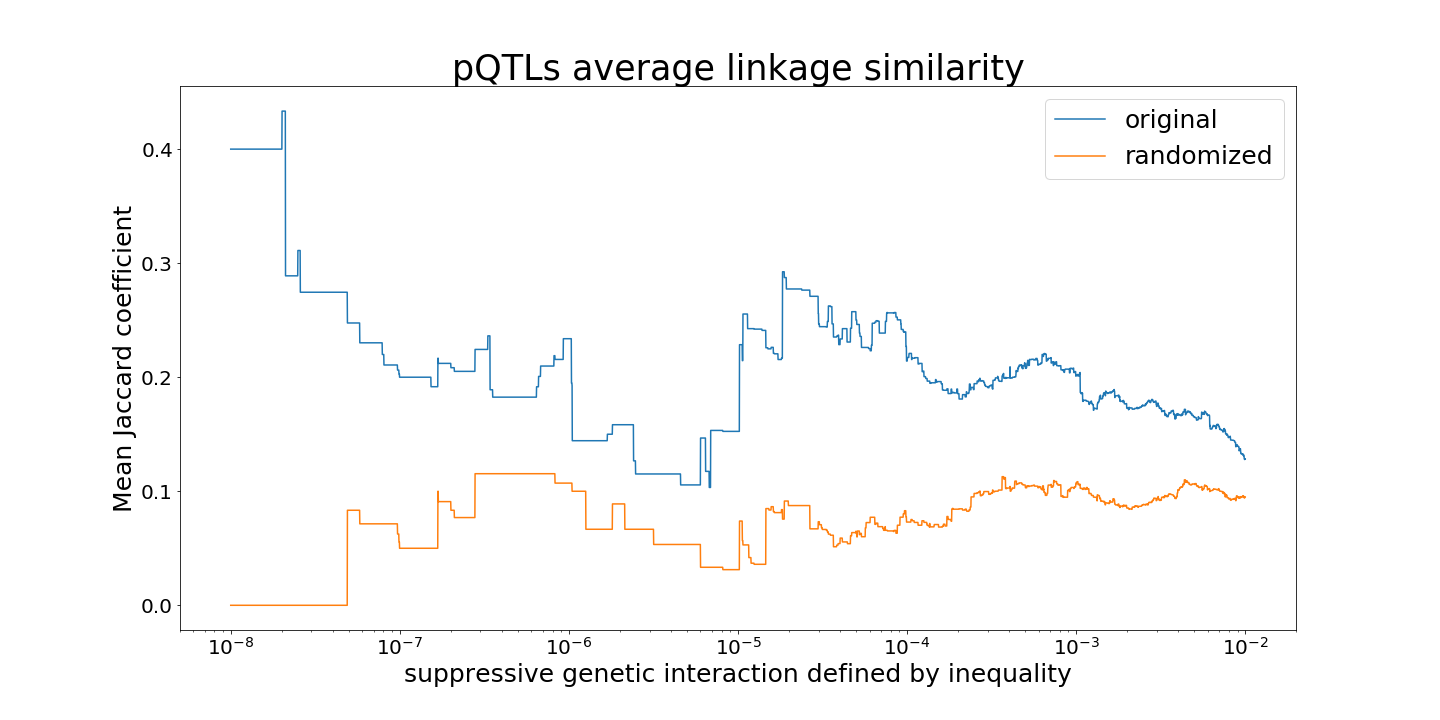 pQTLs average linkage similarity
original
randomized
Mean Jaccard coefficient
0.4
0.3
0.2
0.1
0.0
10⁻⁸ 10⁻⁷ 10⁻⁶ 10⁻⁵ 10⁻⁴ 10⁻³ 10⁻²
suppressive genetic interaction defined by inequality